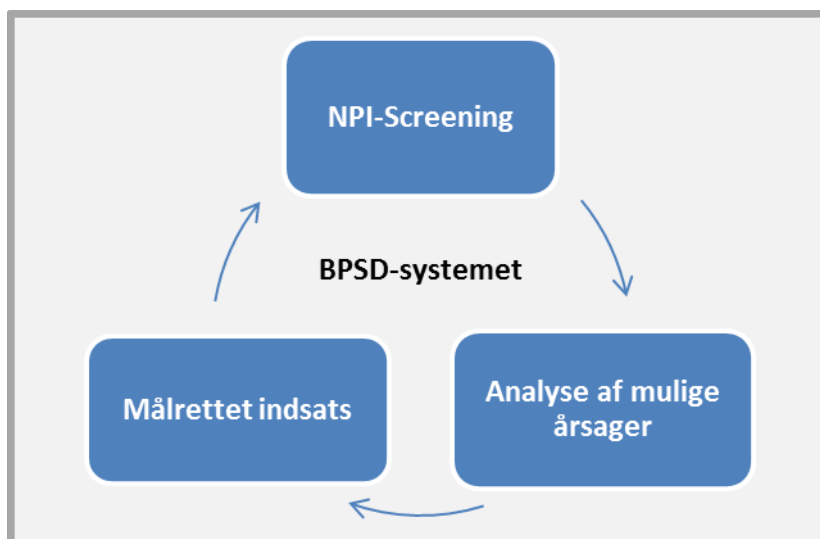 NPI-Screening
BPSD-systemet
Målrettet indsats
Analyse af mulige
årsager